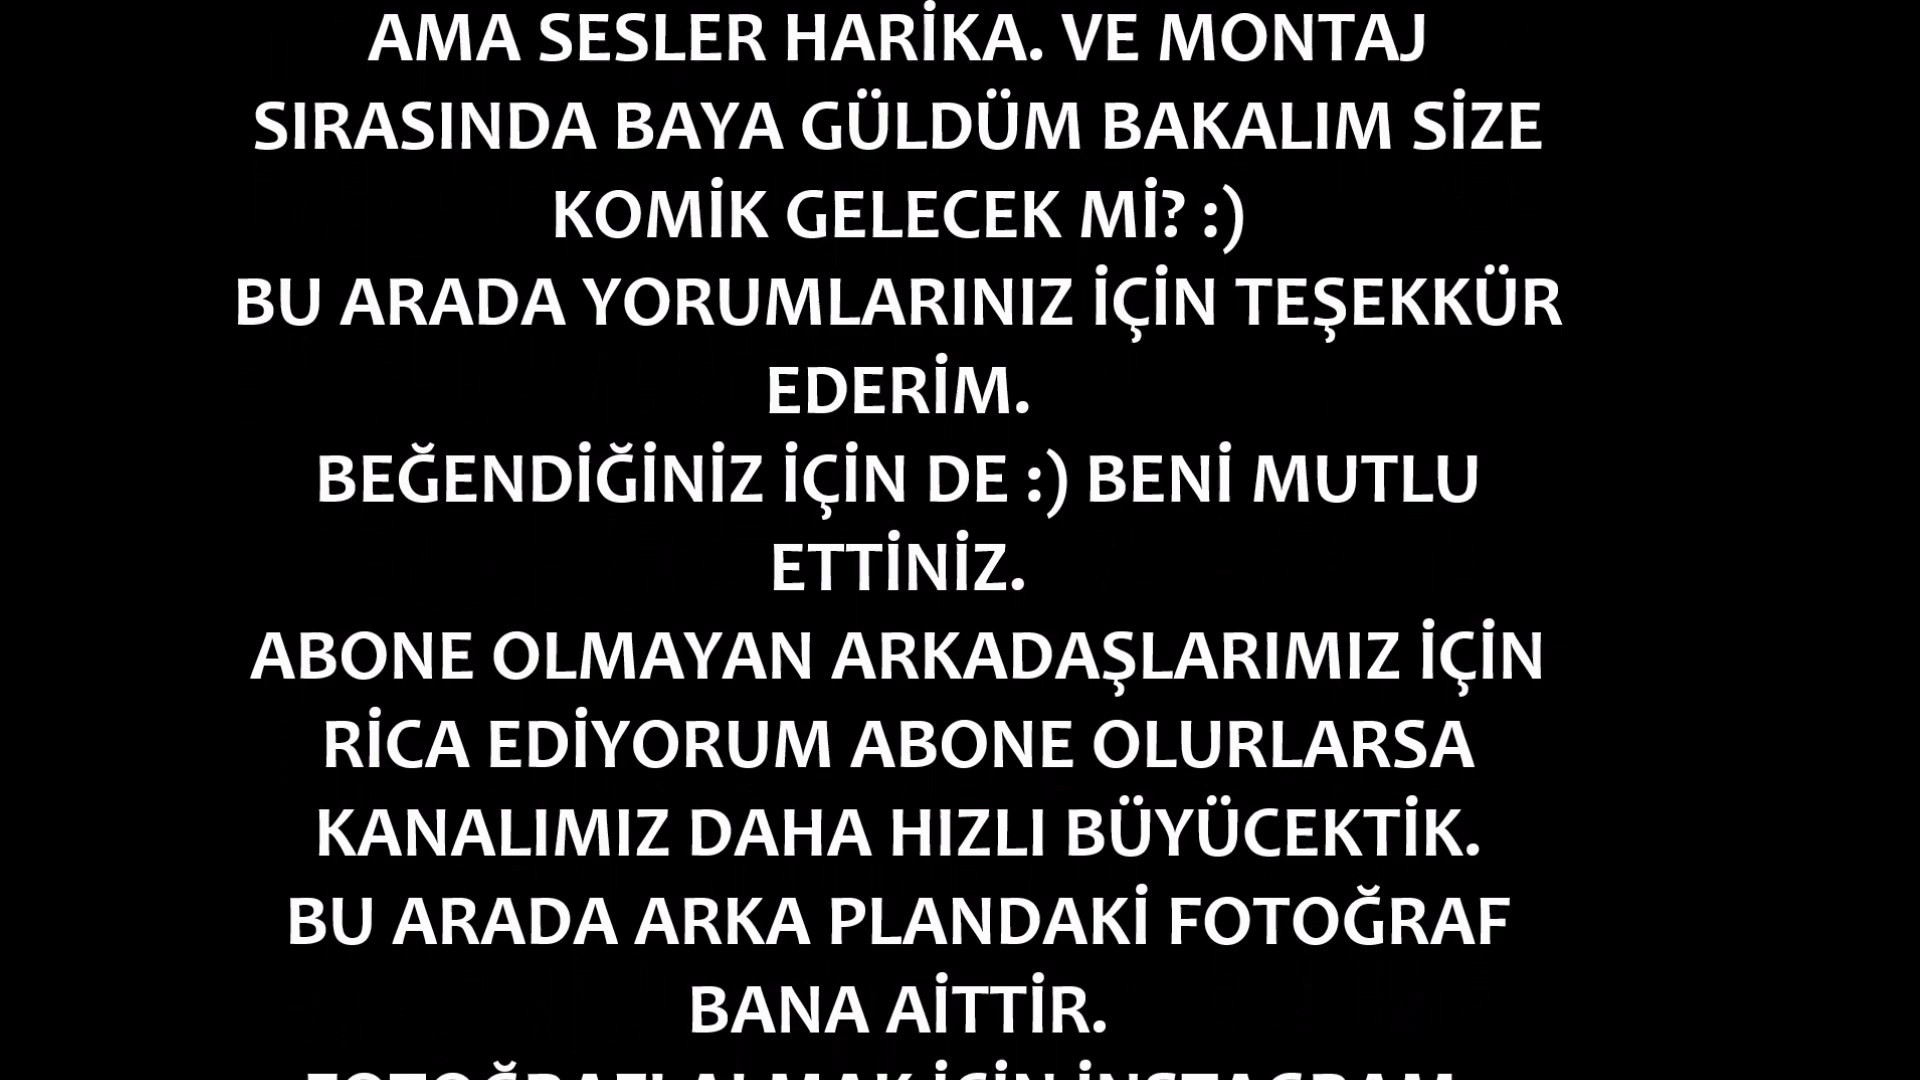 AMA SESLER HARİKA. VE MONTAJ
SIRASINDA BAYA GÜLDÜM BAKALIM SİZE
KOMİK GELECEK Mİ? :)
BU ARADA YORUMLARINIZ İÇİN TEŞEKKÜR
EDERİM.
BEĞENDİĞİNİZ İÇİN DE :) BENİ MUTLU
ETTİNİZ.
ABONE OLMAYAN ARKADAŞLARIMIZ İÇİN
RİCA EDİYORUM ABONE OLURLARSA
KANALIMIZ DAHA HIZLI BÜYÜCEKTİK.
BU ARADA ARKA PLANDAKİ FOTOĞRAF
BANA AİTTİR.
İÇİN İNSTAGRAM